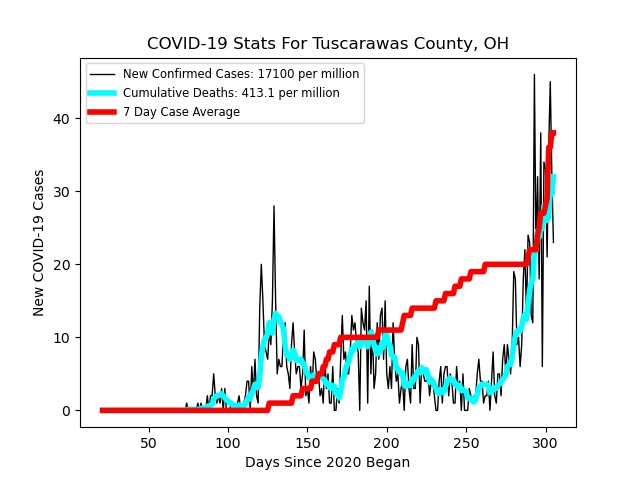 COVID-19 Stats For Tuscarawas County, OH
New Confirmed Cases: 17100 per million
Cumulative Deaths: 413.1 per million
7 Day Case Average
New COVID-19 Cases
40
30
20
10
0
50 100 150 200 250 300
Days Since 2020 Began